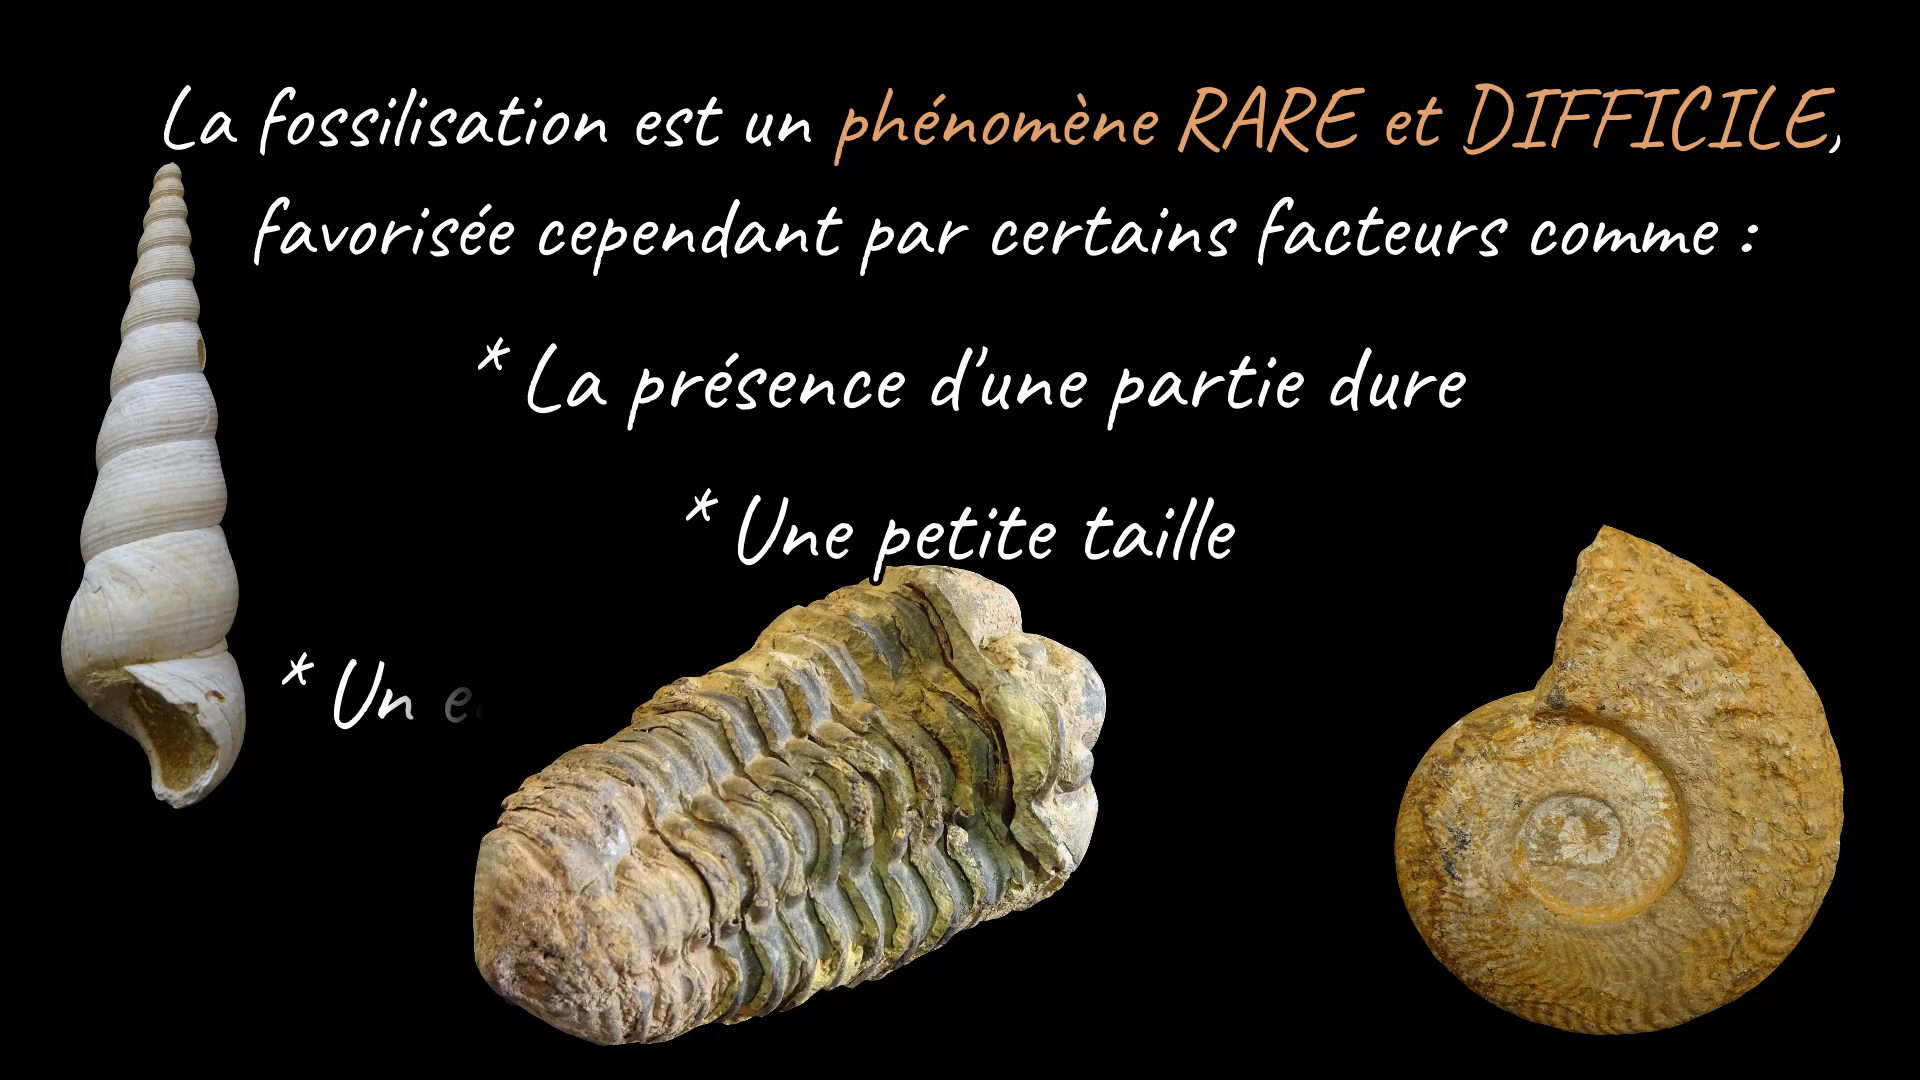 La fossilisation est un phénomène RARE et DIFFICILE,
favorisée cependant par certains facteurs comme :
* La présence d'une partie dure
* Une petite taille
* Un